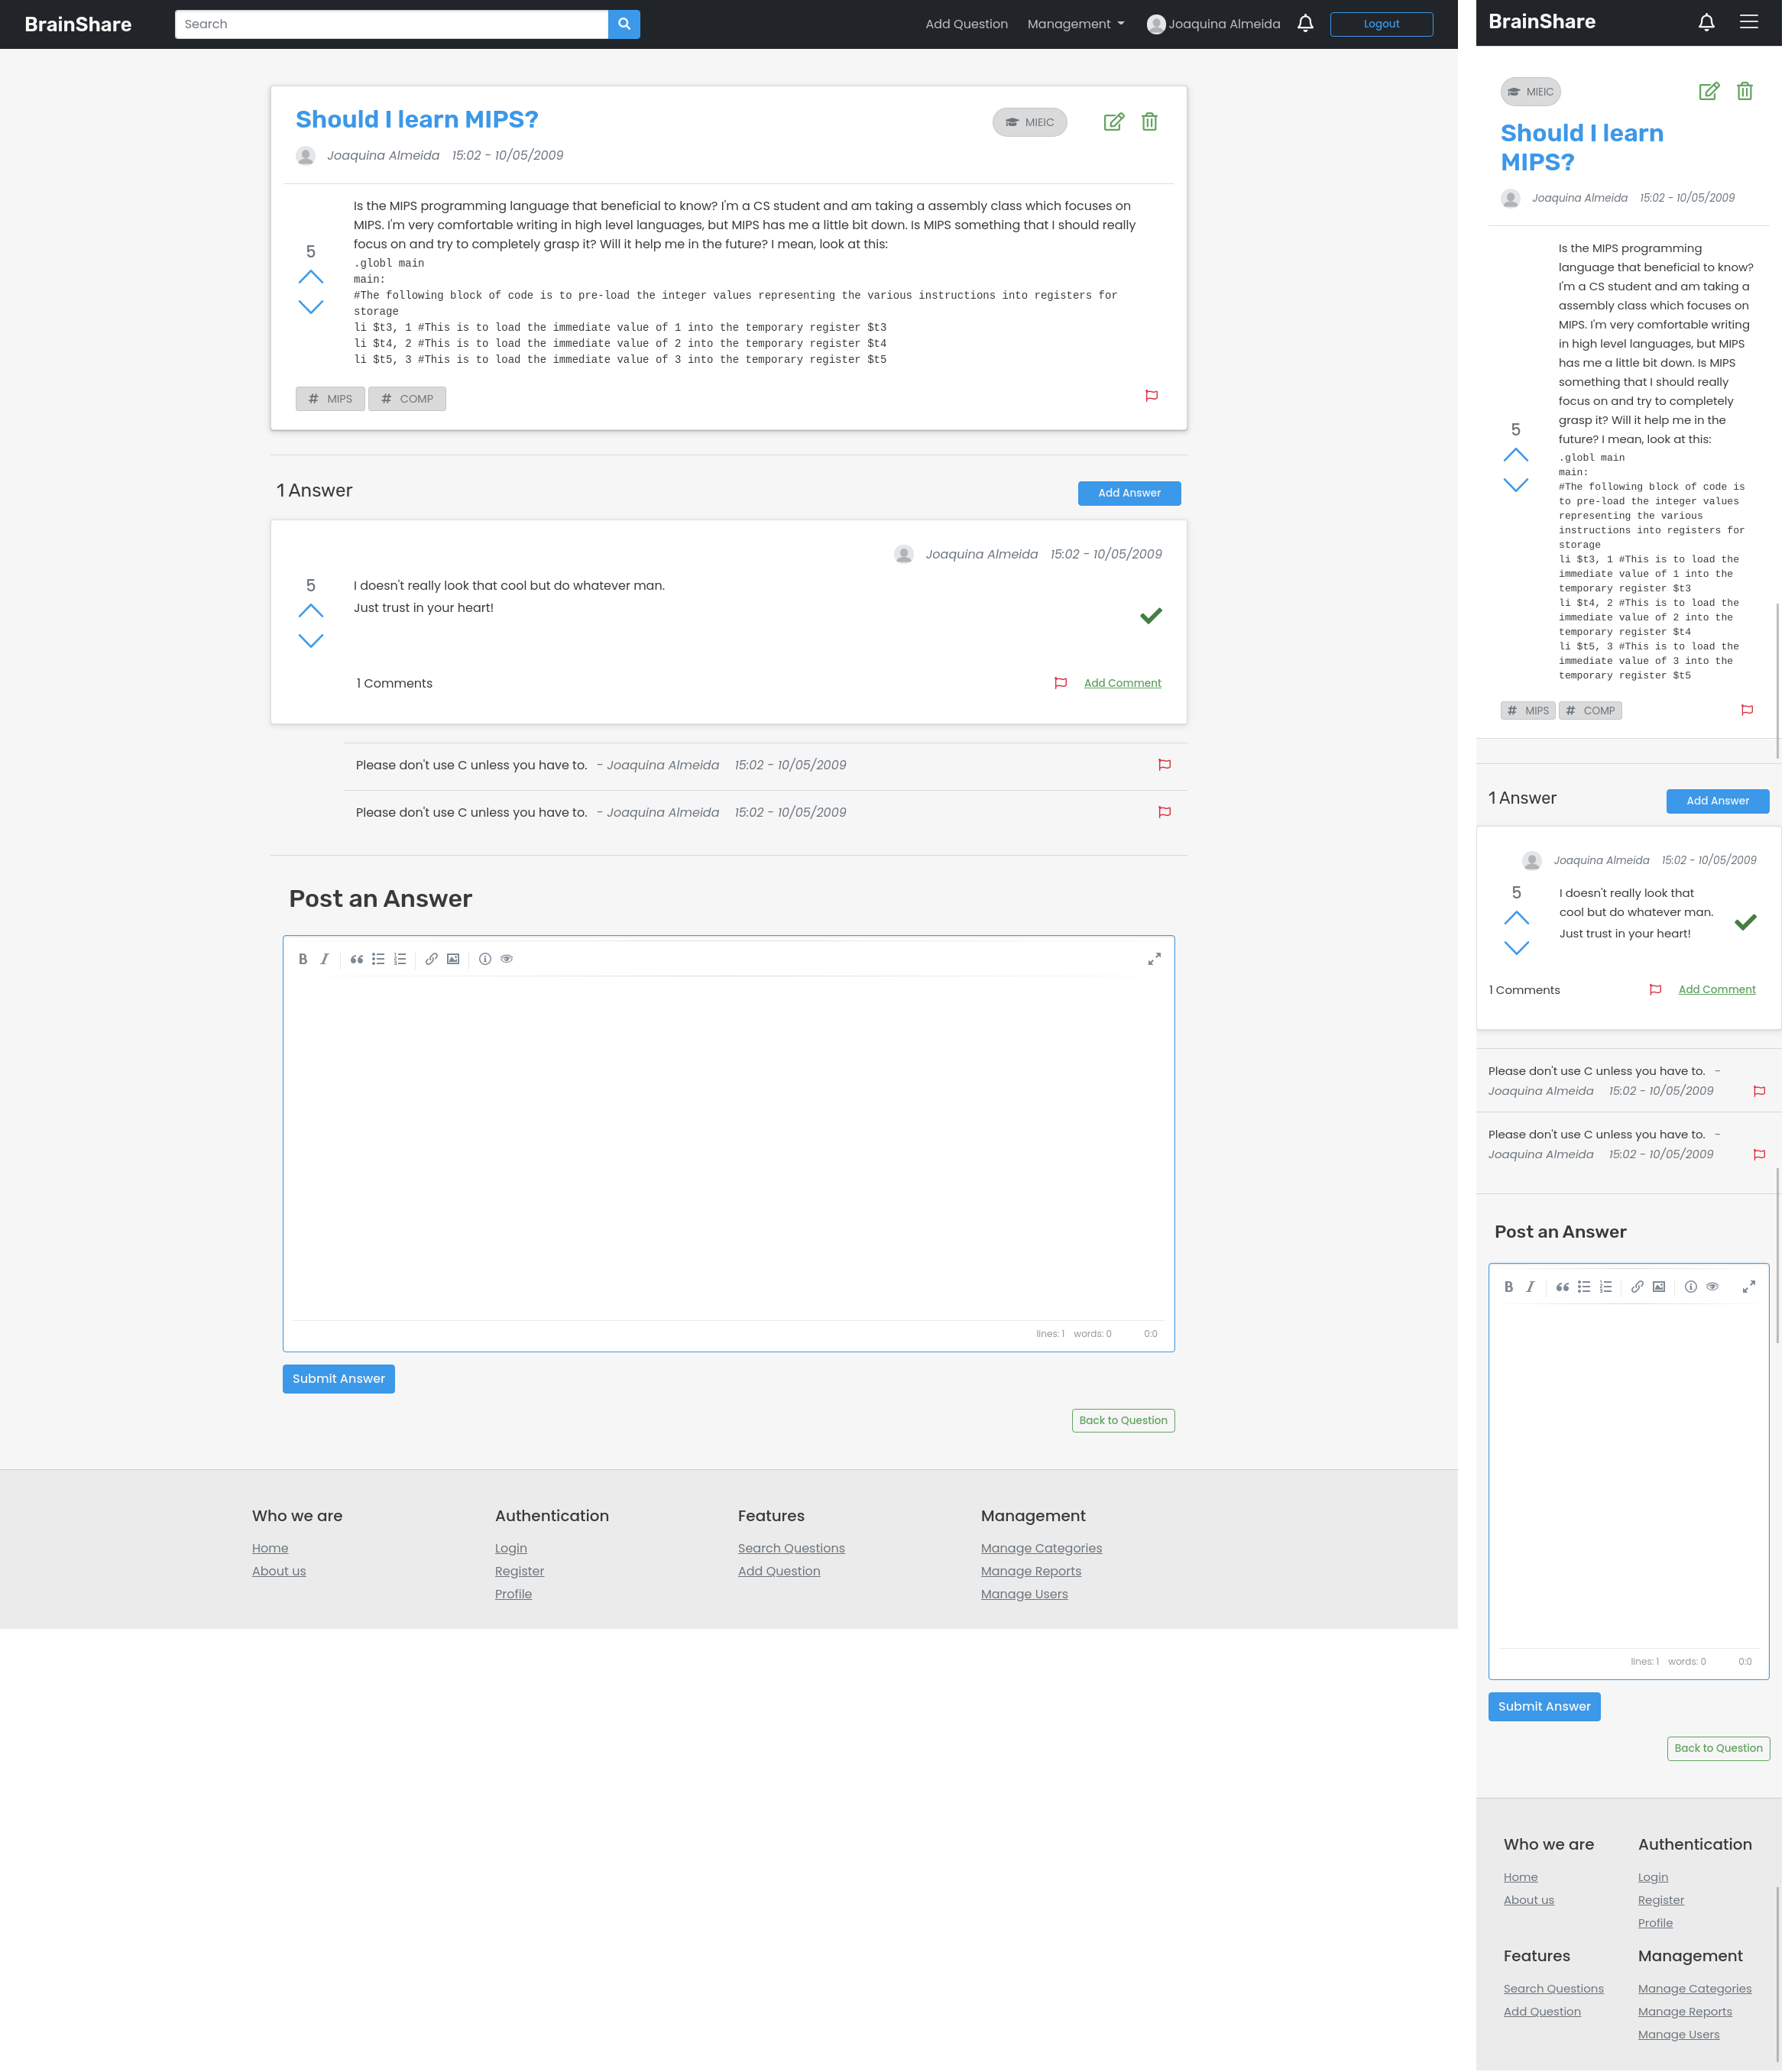 BrainShare
Search
Add Question Management Joaquina Almeida Logout
Should I learn MIPS?
MIEIC
Joaquina Almeida 15:02 - 10/05/2009
Is the MIPS programming language that beneficial to know? I'm a CS student and am taking a assembly class which focuses on
MIPS. I'm very comfortable writing in high level languages, but MIPS has me a little bit down. Is MIPS something that I should really
focus on and try to completely grasp it? Will it help me in the future? I mean, look at this:
5
.globl main
main:
#The following block of code is to pre-load the integer values representing the various instructions into registers for
storage
li $t3, 1 #This is to load the immediate value of 1 into the temporary register $t3
li $t4, 2 #This is to load the immediate value of 2 into the temporary register $t4
li $t5, 3 #This is to load the immediate value of 3 into the temporary register $t5
# MIPS # COMP
1 Answer
Add Answer
Joaquina Almeida 15:02 - 10/05/2009
5
I doesn't really look that cool but do whatever man.
Just trust in your heart!
1 Comments
Add Comment
Please don't use C unless you have to. - Joaquina Almeida 15:02 - 10/05/2009
Please don't use C unless you have to. - Joaquina Almeida 15:02 - 10/05/2009
Post an Answer
B I
lines: 1 words: 0 0:0
Submit Answer
Back to Question
Who we are
Home
About us
Authentication
Login
Register
Profile
Features
Search Questions
Add Question
Management
Manage Categories
Manage Reports
Manage Users
BrainShare
MIEIC
Should I learn
MIPS?
Joaquina Almeida 15:02 - 10/05/2009
Is the MIPS programming
language that beneficial to know?
I'm a CS student and am taking a
assembly class which focuses on
MIPS. I'm very comfortable writing
in high level languages, but MIPS
has me a little bit down. Is MIPS
something that I should really
focus on and try to completely
grasp it? Will it help me in the
future? I mean, look at this:
5
.globl main
main:
#The following block of code is
to pre-load the integer values
representing the various
instructions into registers for
storage
li $t3, 1 #This is to load the
immediate value of 1 into the
temporary register $t3
li $t4, 2 #This is to load the
immediate value of 2 into the
temporary register $t4
li $t5, 3 #This is to load the
immediate value of 3 into the
temporary register $t5
# MIPS # COMP
1 Answer
Add Answer
Joaquina Almeida 15:02 - 10/05/2009
5
I doesn't really look that
cool but do whatever man.
Just trust in your heart!
1 Comments
Add Comment
Please don't use C unless you have to. -
Joaquina Almeida 15:02 - 10/05/2009
Please don't use C unless you have to. -
Joaquina Almeida 15:02 - 10/05/2009
Post an Answer
B I
lines: 1 words: 0 0:0
Submit Answer
Back to Question
Who we are
Home
About us
Authentication
Login
Register
Profile
Features
Search Questions
Add Question
Management
Manage Categories
Manage Reports
Manage Users